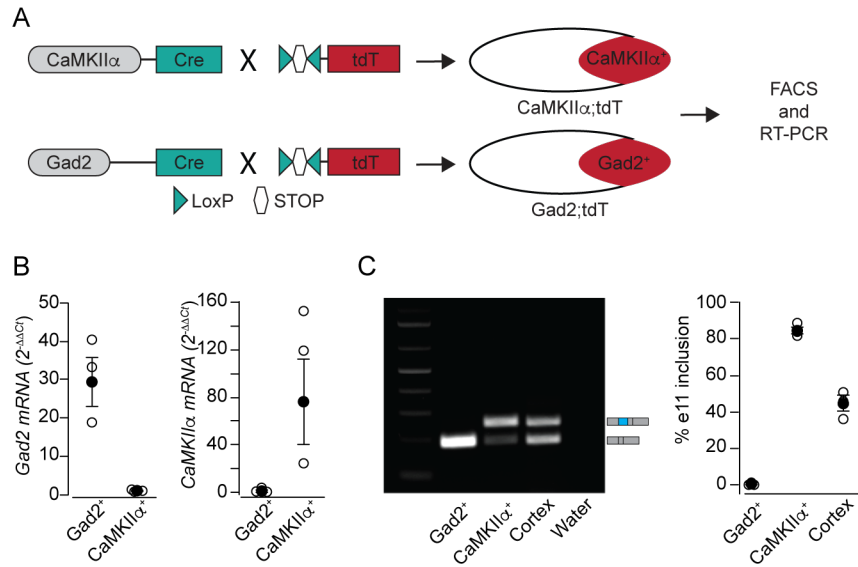 A
CaMKIIα Cre X tdT CaMKIIα⁺
CaMKIIα;tdT
Gad2 Cre X tdT Gad2⁺
Gad2;tdT
LoxP STOP
FACS
and
RT-PCR
B
Gad2 mRNA (2^-ΔΔCt)
50
40
30
20
10
0
Gad2⁺
CaMKIIα⁺
CaMKIIα mRNA (2^-ΔΔCt)
160
120
80
40
0
Gad2⁺
CaMKIIα⁺
C
Gad2⁺
CaMKIIα⁺
Cortex
Water
% e11 inclusion
100
80
60
40
20
0
Gad2⁺
CaMKIIα⁺
Cortex